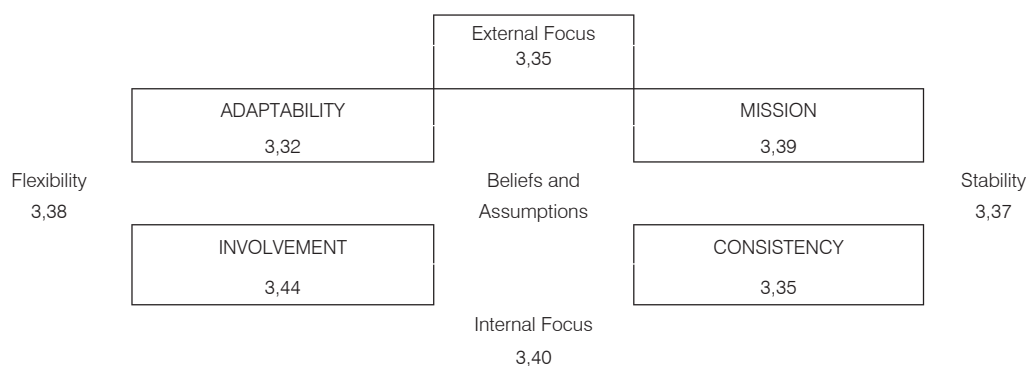 External Focus
3,35
ADAPTABILITY
3,32
MISSION
3,39
Flexibility
3,38
Beliefs and
Assumptions
Stability
3,37
INVOLVEMENT
3,44
CONSISTENCY
3,35
Internal Focus
3,40